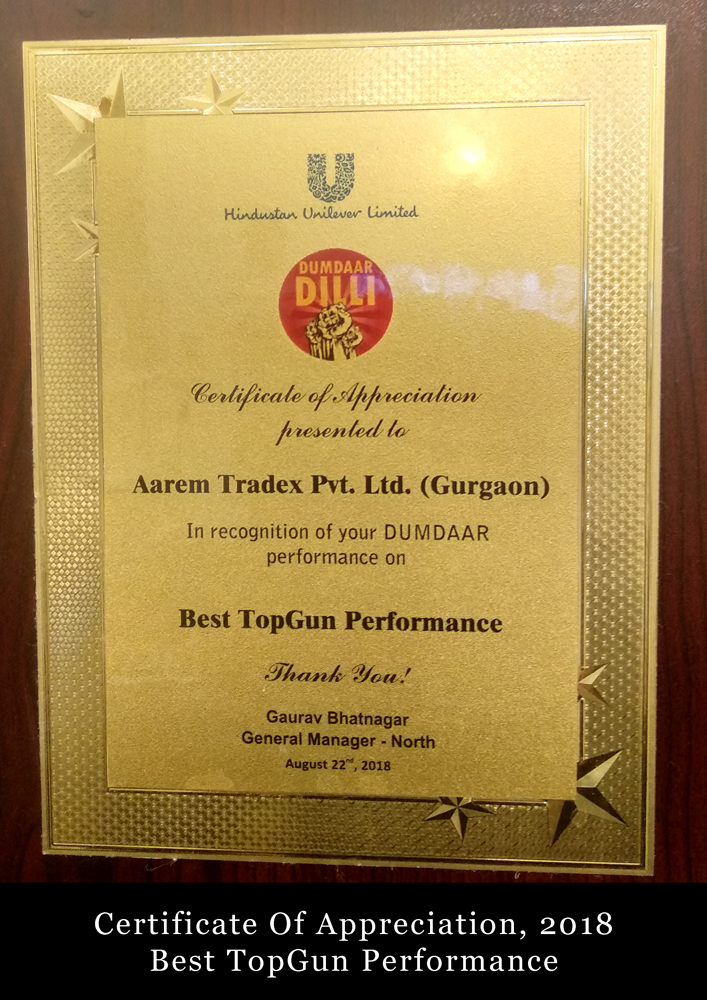 U
Hindustan Unilever Limited
DUMDAAR
DILLI
Certificate of Appreciation
presented to
Aarem Tradex Pvt. Ltd. (Gurgaon)
In recognition of your DUMDAAR
performance on
Best TopGun Performance
Thank You!
Gaurav Bhatnagar
General Manager - North
August 22nd, 2018
Certificate Of Appreciation, 2018
Best TopGun Performance